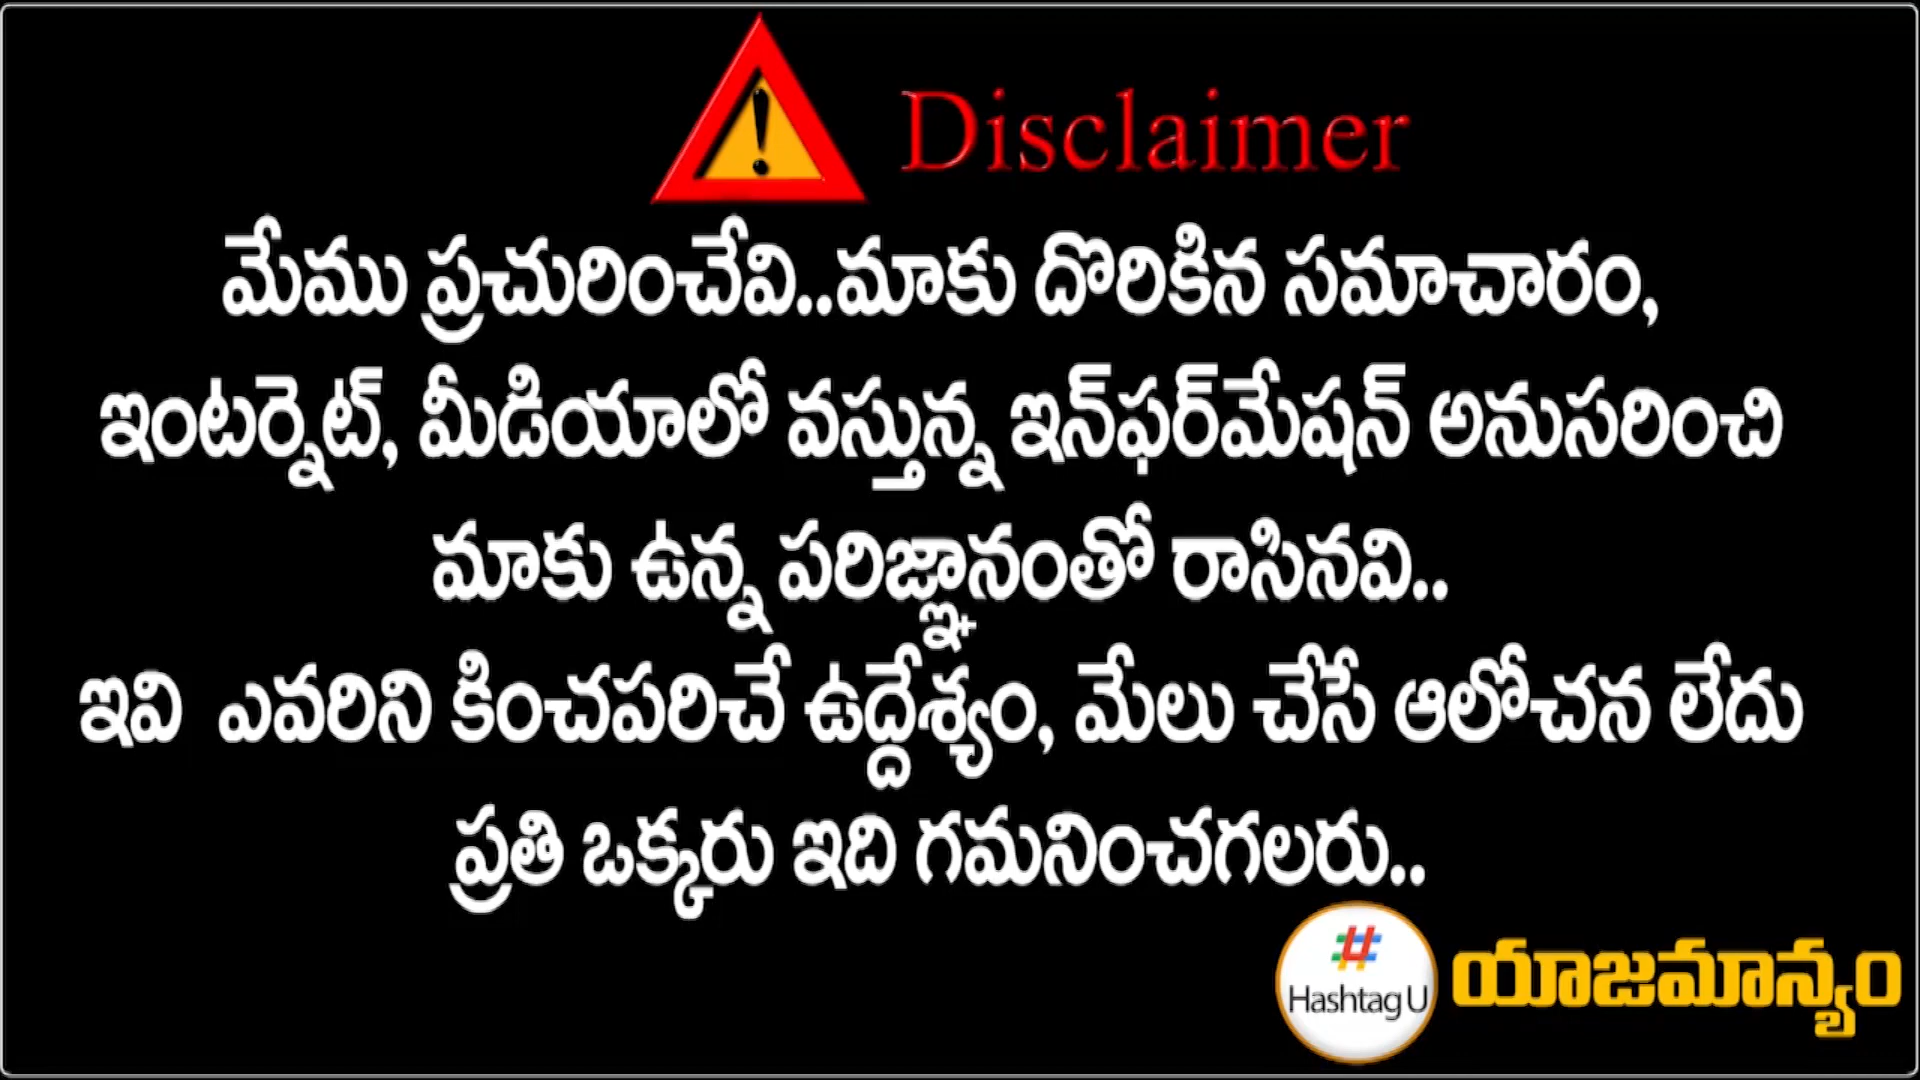 Disclaimer
మేము ప్రచురించేవి..మాకు దొరికిన సమాచారం,
ఇంటర్నెట్, మీడియాలో వస్తున్న ఇన్‌ఫర్‌మేషన్ అనుసరించి
మాకు ఉన్న పరిజ్ఞానంతో రాసినవి..
ఇవి ఎవరిని కించపరిచే ఉద్దేశ్యం, మేలు చేసే ఆలోచన లేదు
ప్రతి ఒక్కరు ఇది గమనించగలరు..
#
Hashtag U
యాజమాన్యం